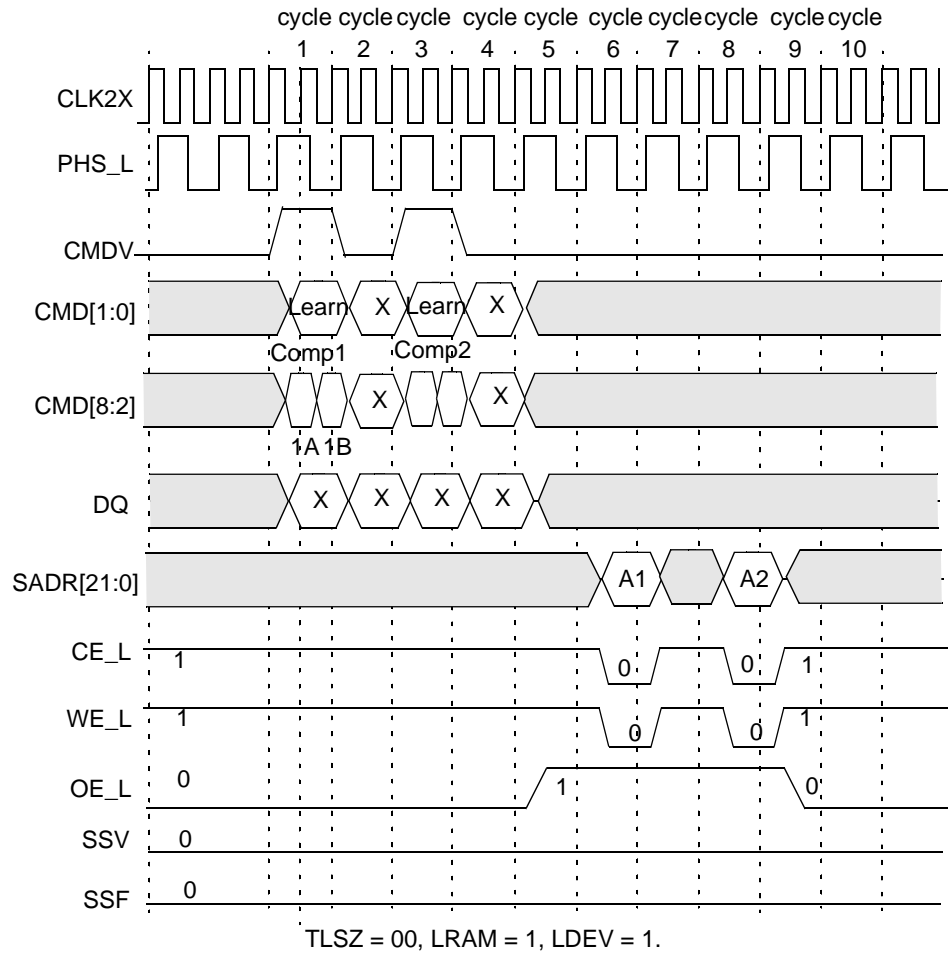 cycle cycle cycle cycle cycle cycle cycle cycle cycle cycle
1 2 3 4 5 6 7 8 9 10
CLK2X
PHS_L
CMDV
CMD[1:0] Learn X Learn X
Comp1 Comp2
CMD[8:2] X X
1A 1B
DQ X X X X
SADR[21:0] A1 A2
CE_L 1 0 0 1
WE_L 1 0 0 1
OE_L 0 1 0
SSV 0
SSF 0
TLSZ = 00, LRAM = 1, LDEV = 1.